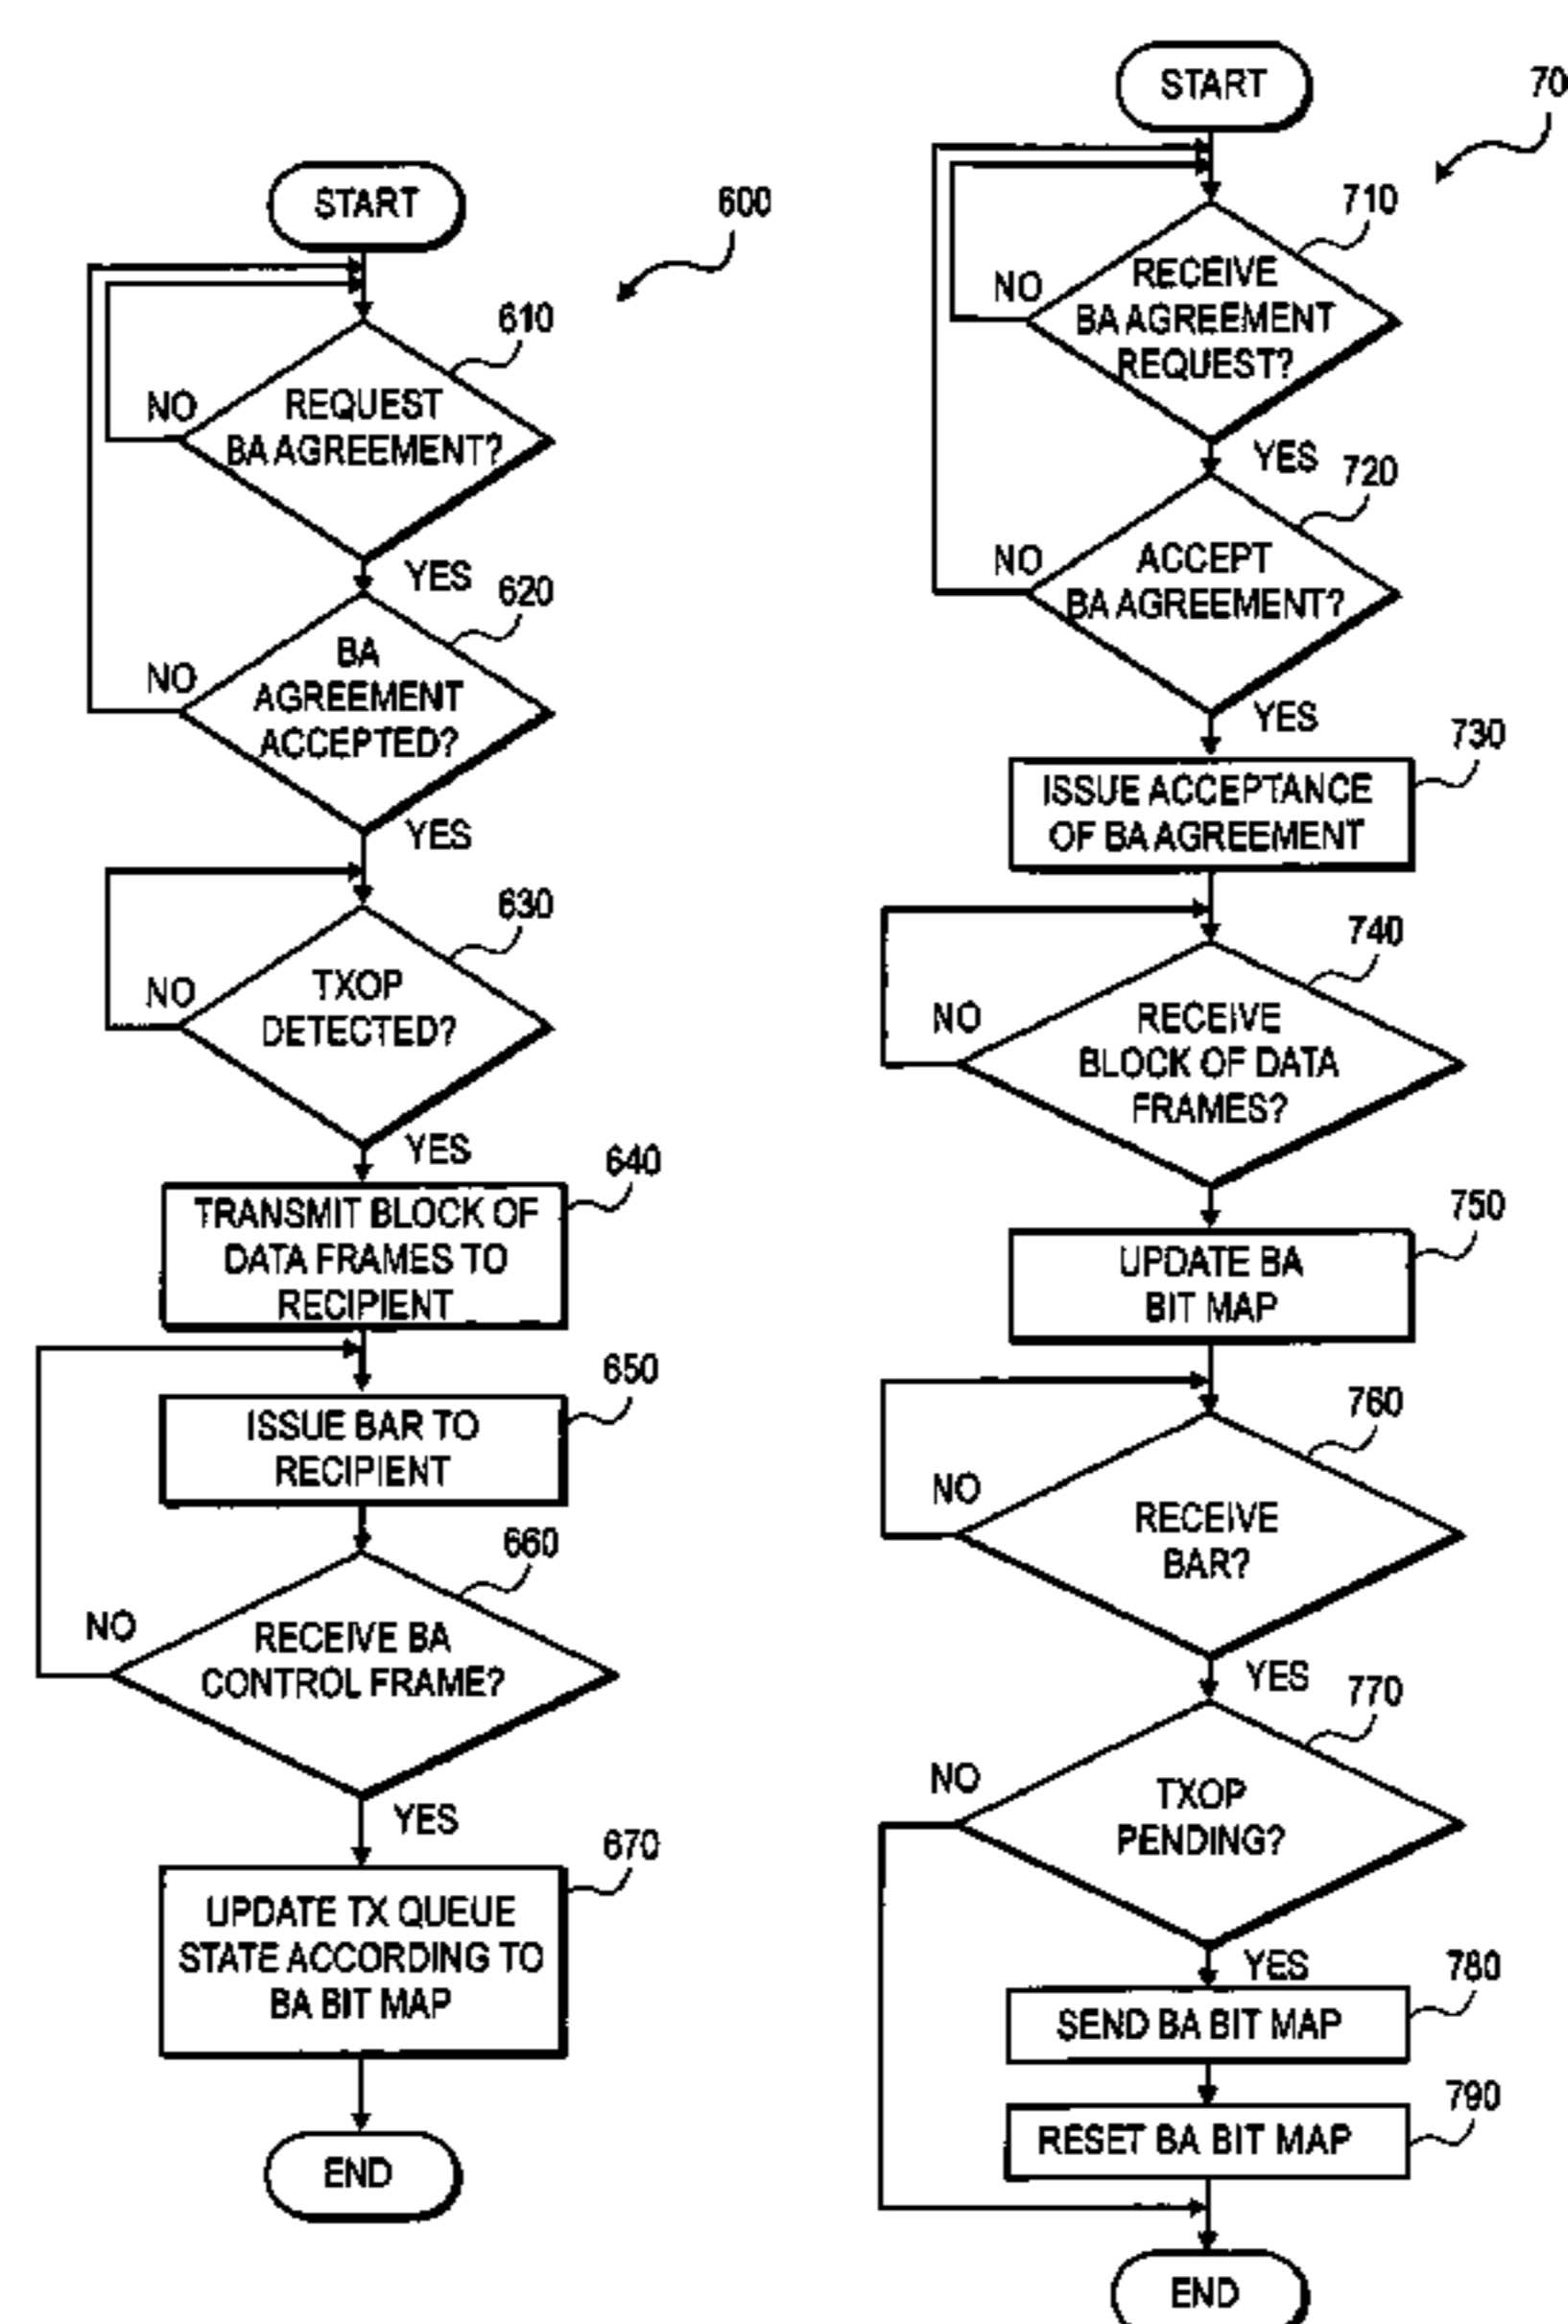 START
600
610
REQUEST
BA AGREEMENT?
NO
YES
620
BA
AGREEMENT
ACCEPTED?
NO
YES
630
TXOP
DETECTED?
NO
YES
640
TRANSMIT BLOCK OF
DATA FRAMES TO
RECIPIENT
650
ISSUE BAR TO
RECIPIENT
660
RECEIVE BA
CONTROL FRAME?
NO
YES
670
UPDATE TX QUEUE
STATE ACCORDING TO
BA BIT MAP
END
START
70
710
RECEIVE
BA AGREEMENT
REQUEST?
NO
YES
720
ACCEPT
BA AGREEMENT?
NO
YES
730
ISSUE ACCEPTANCE
OF BA AGREEMENT
740
RECEIVE
BLOCK OF DATA
FRAMES?
NO
750
UPDATE BA
BIT MAP
760
RECEIVE
BAR?
NO
YES
770
TXOP
PENDING?
NO
YES
780
SEND BA BIT MAP
790
RESET BA BIT MAP
END